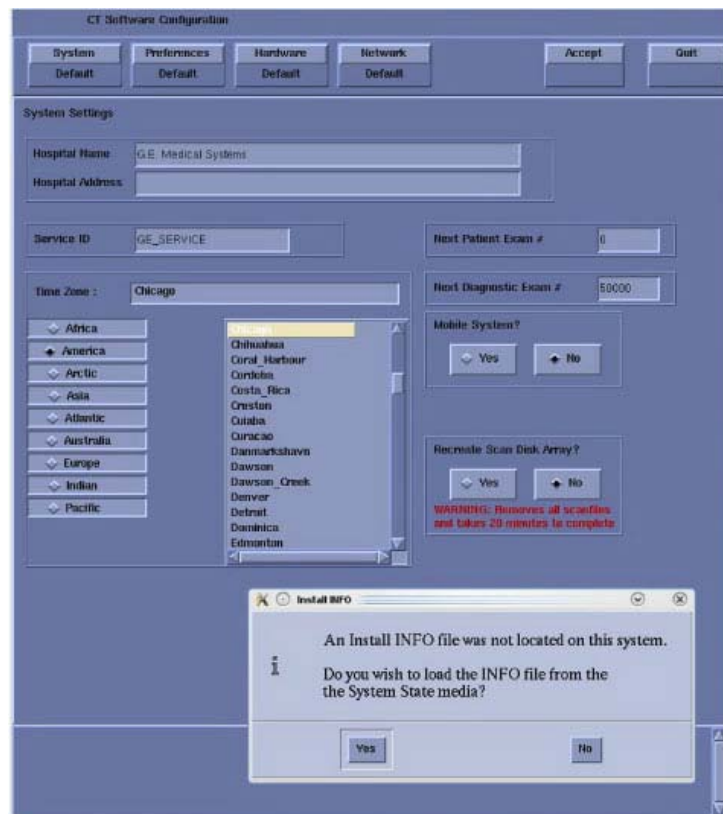 CT Software Configuration
System Preferences Hardware Network Accept Quit
Default Default Default Default
System Settings
Hospital Name G.E. Medical Systems
Hospital Address
Service ID GE_SERVICE
Next Patient Exam # 0
Time Zone : Chicago
Next Diagnostic Exam # 50000
Africa
America
Arctic
Asia
Atlantic
Australia
Europe
Indian
Pacific
Chicago
Chihuahua
Coral_Harbour
Cordoba
Costa_Rica
Creston
Cuiaba
Curacao
Danmarkshavn
Dawson
Dawson_Creek
Denver
Detroit
Dominica
Edmonton
Mobile System?
Yes No
Recreate Scan Disk Array?
Yes No
WARNING: Removes all scanfiles
and takes 20 minutes to complete
Install INFO
An Install INFO file was not located on this system.
Do you wish to load the INFO file from the
the System State media?
Yes No